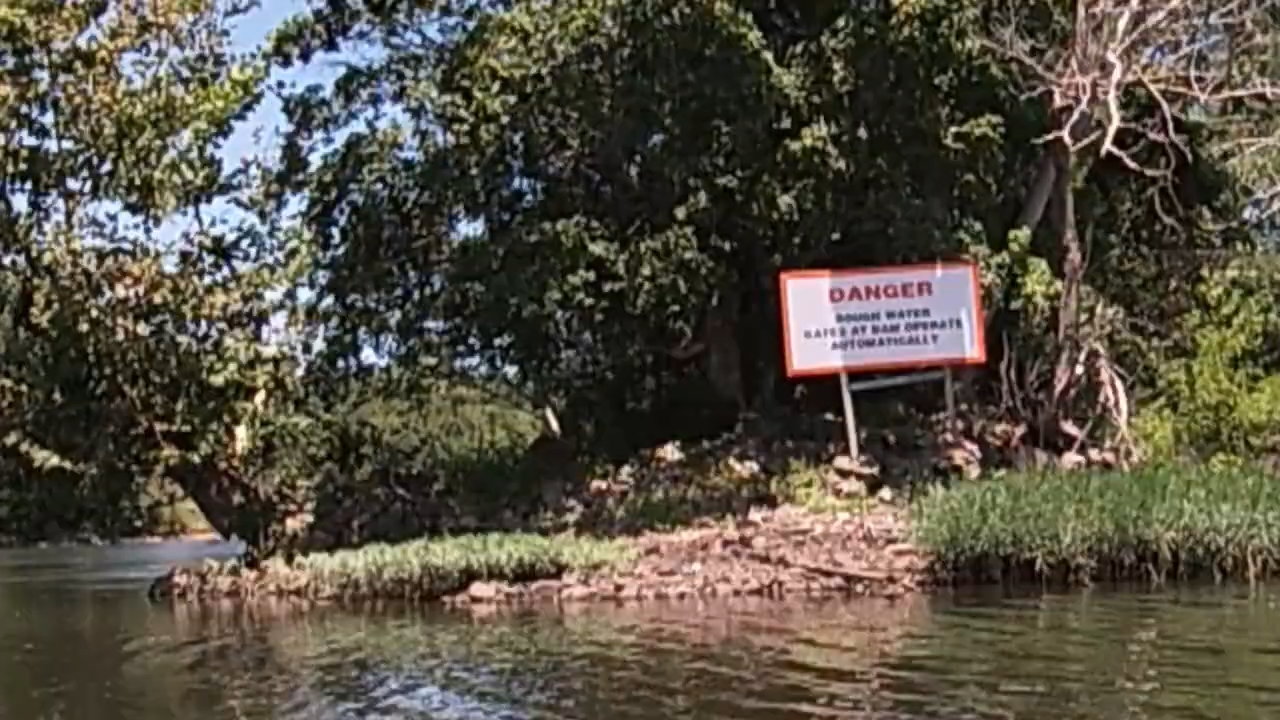 DANGER
ROUGH WATER
GATES AT DAM OPERATE
AUTOMATICALLY